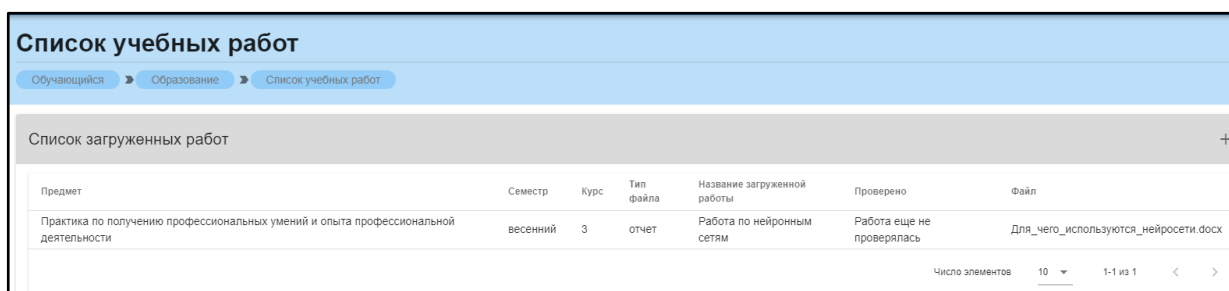 Список учебных работ
Обучающийся Образование Список учебных работ
Список загруженных работ +
Предмет Семестр Курс Тип файла Название загруженной работы Проверено Файл
Практика по получению профессиональных умений и опыта профессиональной деятельности весенний 3 отчет Работа по нейронным сетям Работа еще не проверялась Для_чего_используются_нейросети.docx
Число элементов 10 1-1 из 1